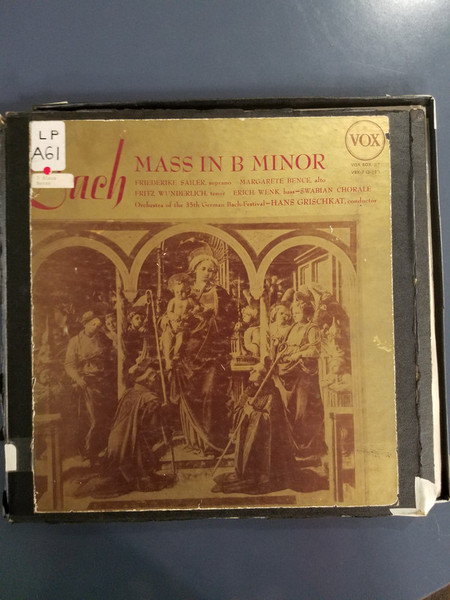 LP
A61
Bach
MASS IN B MINOR
VOX
FRIEDERIKE SAILER, soprano MARGARETE BENCE, alto
FRITZ WUNDERLICH, tenor ERICH WENK, bass—SWABIAN CHORALE
Orchestra of the 35th German Bach Festival—HANS GRISCHKAT, conductor